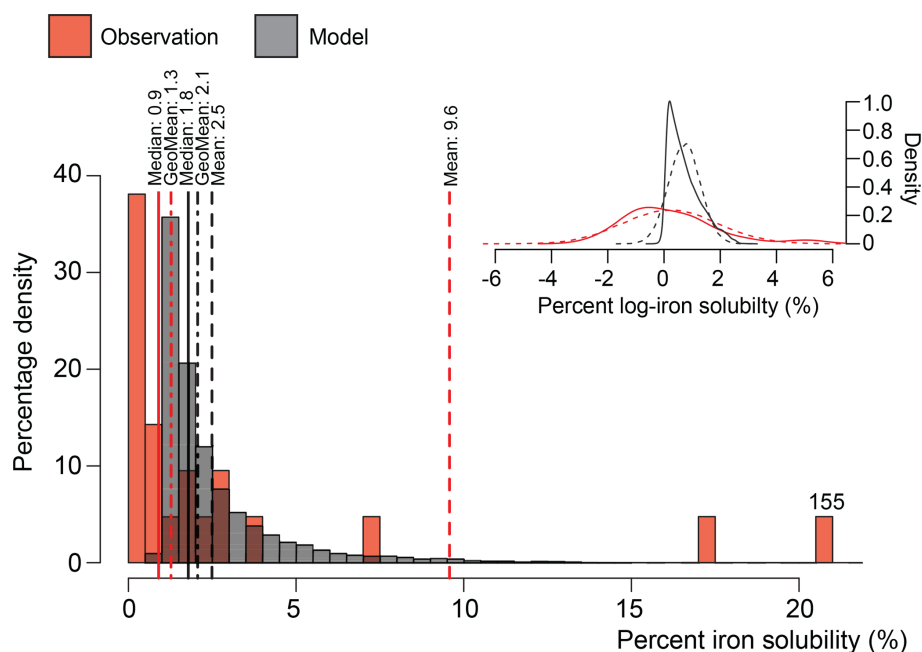 Observation
Model
Median: 0.9
GeoMean: 1.3
Median: 1.8
GeoMean: 2.1
Mean: 2.5
Mean: 9.6
40
30
20
10
0
Percentage density
0
5
10
15
20
Percent iron solubility (%)
155
1.0
0.8
0.6
0.4
0.2
0
Density
-6
-4
-2
0
2
4
6
Percent log-iron solubilty (%)